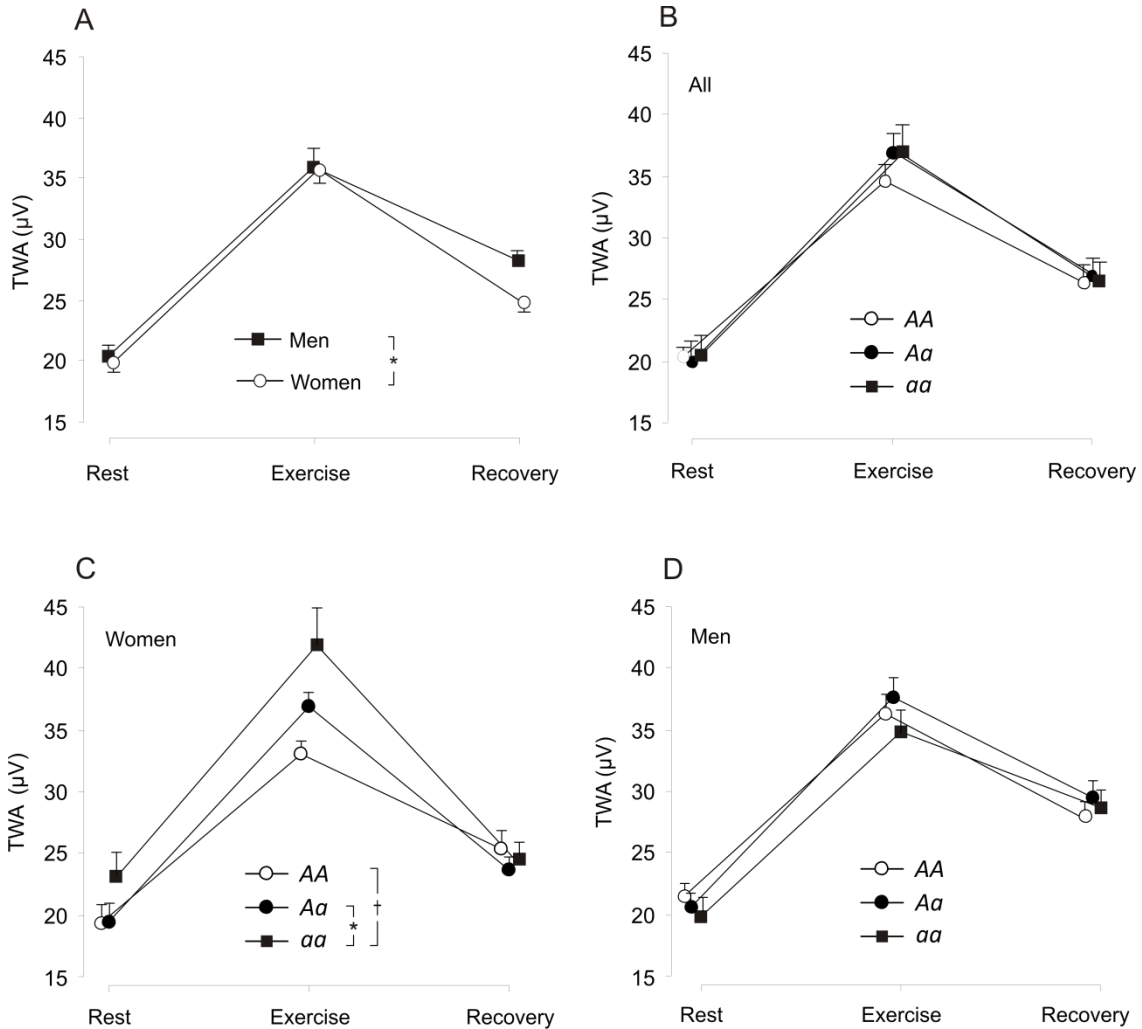 A
45
40
35
30
25
20
15
TWA (µV)
Men
*
Women
Rest Exercise Recovery
B
45
40
35
30
25
20
15
TWA (µV)
All
AA
Aa
aa
Rest Exercise Recovery
C
45
40
35
30
25
20
15
TWA (µV)
Women
AA
†
Aa
*
aa
Rest Exercise Recovery
D
45
40
35
30
25
20
15
TWA (µV)
Men
AA
Aa
aa
Rest Exercise Recovery